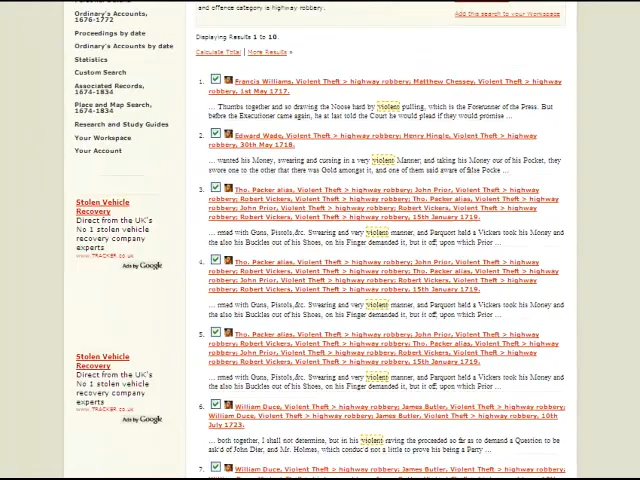 Ordinary's Accounts,
1676-1772
Proceedings by date
Ordinary's Accounts by date
Statistics
Custom Search
Associated Records,
1674-1834
Place and Map Search,
1674-1834
Research and Study Guides
Your Workspace
Your Account
Stolen Vehicle
Recovery
Direct from the UK's
No 1 stolen vehicle
recovery company
experts
www.TRACKER.co.uk
Ads by Google
Stolen Vehicle
Recovery
Direct from the UK's
No 1 stolen vehicle
recovery company
experts
www.TRACKER.co.uk
Ads by Google
and offence category is highway robbery.
Add this search to your Workspace
Displaying Results 1 to 10.
Calculate Total | More Results »
1. Francis Williams, Violent Theft > highway robbery; Matthew Chessey, Violent Theft > highway
robbery, 1st May 1717.
... Thumbs together and so drawing the Noose hard by violent pulling, which is the Forerunner of the Press. But
before the Executioner came again, he at last told the Court he would plead if they would promise ...
2. Edward Wade, Violent Theft > highway robbery; Henry Hingle, Violent Theft > highway robbery,
30th May 1718.
... wanted his Money, swearing and cursing in a very violent Manner; and taking his Money out of his Pocket, they
swore one to the other that there was Gold amongst it, and one of them said aware of false Pocke ...
3. Tho. Packer alias, Violent Theft > highway robbery; John Prior, Violent Theft > highway
robbery; Robert Vickers, Violent Theft > highway robbery; Tho. Packer alias, Violent Theft >
highway robbery; John Prior, Violent Theft > highway robbery; Robert Vickers, Violent Theft >
highway robbery, 15th January 1719.
... rmed with Guns, Pistols,&c. Swearing and very violent manner, and Parquort held a Vickers took his Money and
the also his Buckles out of his Shoes, on his Finger demanded it, but it off, upon which Prior ...
4. Tho. Packer alias, Violent Theft > highway robbery; John Prior, Violent Theft > highway
robbery; Robert Vickers, Violent Theft > highway robbery; Tho. Packer alias, Violent Theft >
highway robbery; John Prior, Violent Theft > highway robbery; Robert Vickers, Violent Theft >
highway robbery, 15th January 1719.
... rmed with Guns, Pistols,&c. Swearing and very violent manner, and Parquort held a Vickers took his Money and
the also his Buckles out of his Shoes, on his Finger demanded it, but it off, upon which Prior ...
5. Tho. Packer alias, Violent Theft > highway robbery; John Prior, Violent Theft > highway
robbery; Robert Vickers, Violent Theft > highway robbery; Tho. Packer alias, Violent Theft >
highway robbery; John Prior, Violent Theft > highway robbery; Robert Vickers, Violent Theft >
highway robbery, 15th January 1719.
... rmed with Guns, Pistols,&c. Swearing and very violent manner, and Parquort held a Vickers took his Money and
the also his Buckles out of his Shoes, on his Finger demanded it, but it off, upon which Prior ...
6. William Duce, Violent Theft > highway robbery; James Butler, Violent Theft > highway robbery;
William Duce, Violent Theft > highway robbery; James Butler, Violent Theft > highway robbery, 10th
July 1723.
... both together, I shall not determine, but in his violent raving the proceeded so far as to demand a Question to be
ask'd of John Dier, and Mr. Holmes, which conduc'd not a little to prove his being a Party ...
7. William Duce, Violent Theft > highway robbery; James Butler, Violent Theft > highway robbery;